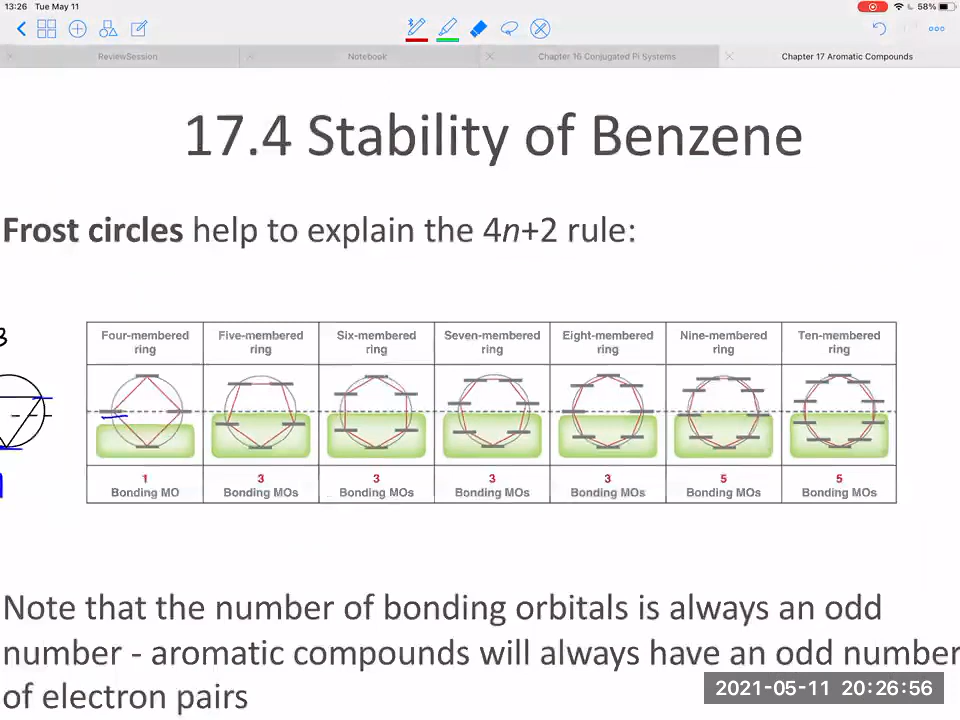 13:26 Tue May 11
58%
ReviewSession
Notebook
Chapter 16 Conjugated Pi Systems
Chapter 17 Aromatic Compounds
17.4 Stability of Benzene
Frost circles help to explain the 4n+2 rule:
Four-membered ring
Five-membered ring
Six-membered ring
Seven-membered ring
Eight-membered ring
Nine-membered ring
Ten-membered ring
1 Bonding MO
3 Bonding MOs
3 Bonding MOs
3 Bonding MOs
3 Bonding MOs
5 Bonding MOs
5 Bonding MOs
Note that the number of bonding orbitals is always an odd
number - aromatic compounds will always have an odd number
of electron pairs
2021-05-11 20:26:56